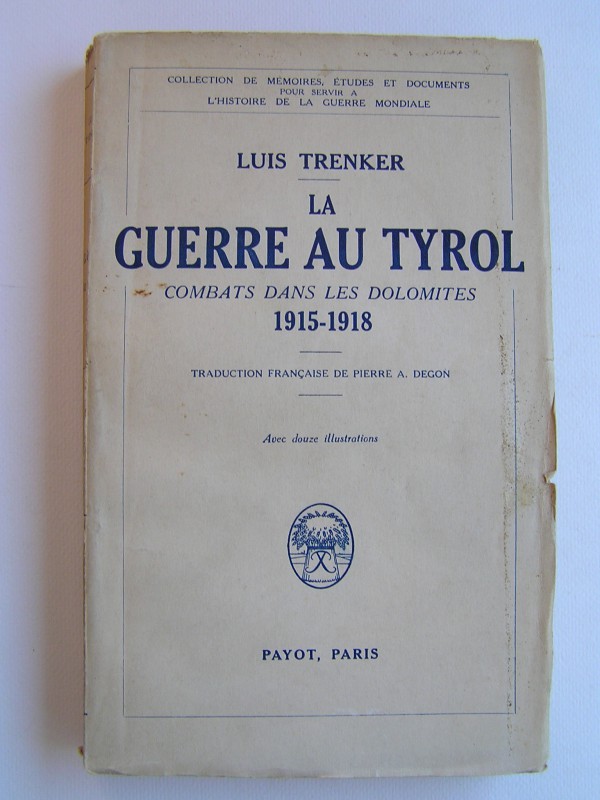 COLLECTION DE MÉMOIRES, ÉTUDES ET DOCUMENTS
POUR SERVIR A
L'HISTOIRE DE LA GUERRE MONDIALE
LUIS TRENKER
LA
GUERRE AU TYROL
COMBATS DANS LES DOLOMITES
1915-1918
TRADUCTION FRANÇAISE DE PIERRE A. DEGON
Avec douze illustrations
PAYOT, PARIS